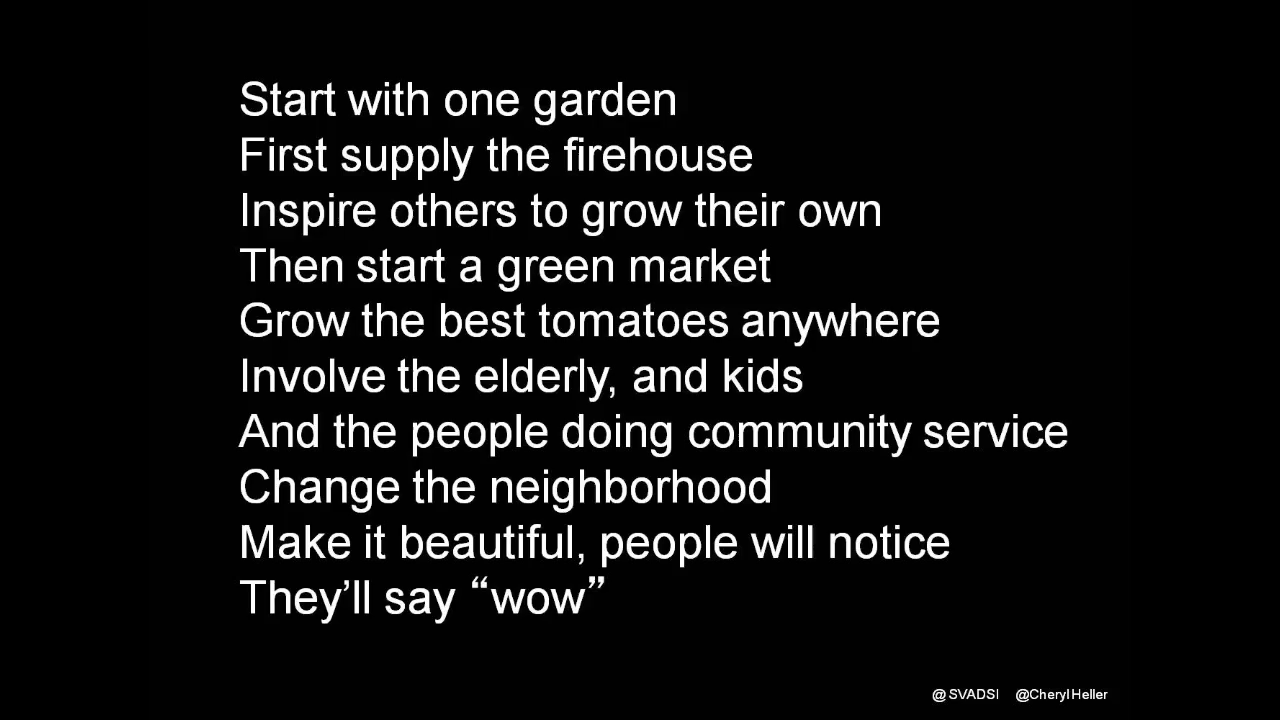 Start with one garden
First supply the firehouse
Inspire others to grow their own
Then start a green market
Grow the best tomatoes anywhere
Involve the elderly, and kids
And the people doing community service
Change the neighborhood
Make it beautiful, people will notice
They’ll say “wow”
@SVADSI @CherylHeller